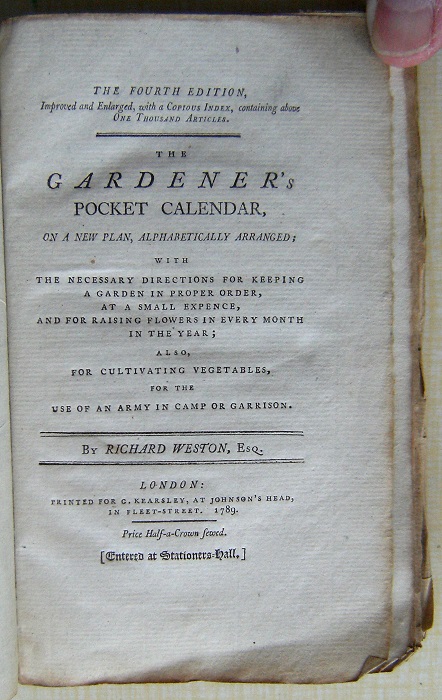 THE FOURTH EDITION,
Improved and Enlarged, with a COPIOUS INDEX, containing above
ONE THOUSAND ARTICLES.
THE
GARDENER's
POCKET CALENDAR,
ON A NEW PLAN, ALPHABETICALLY ARRANGED;
WITH
THE NECESSARY DIRECTIONS FOR KEEPING
A GARDEN IN PROPER ORDER,
AT A SMALL EXPENCE,
AND FOR RAISING FLOWERS IN EVERY MONTH
IN THE YEAR;
ALSO,
FOR CULTIVATING VEGETABLES,
FOR THE
USE OF AN ARMY IN CAMP OR GARRISON.
By RICHARD WESTON, Esq.
LONDON:
PRINTED FOR G. KEARSLEY, AT JOHNSON'S HEAD,
IN FLEET-STREET. 1789.
Price Half-a-Crown ſewed.
[Entered at Stationers-Hall.]